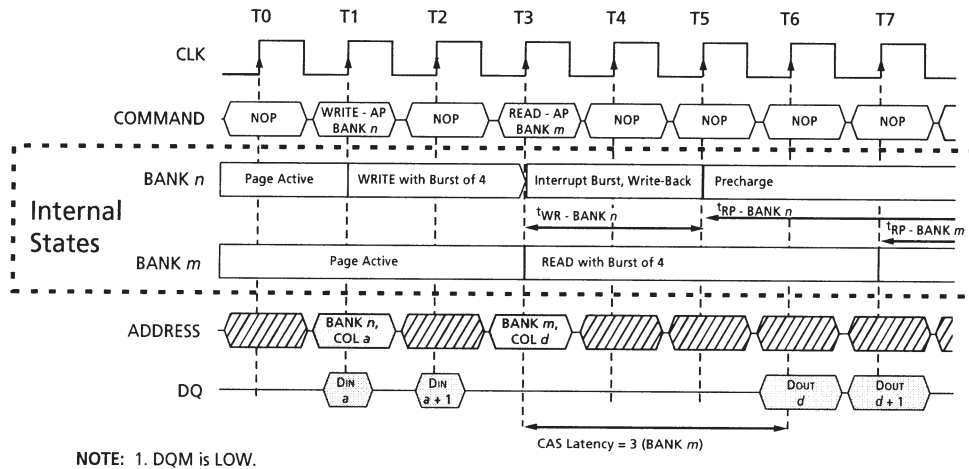 T0 T1 T2 T3 T4 T5 T6 T7
CLK
COMMAND NOP WRITE - AP BANK n NOP READ - AP BANK m NOP NOP NOP NOP
BANK n Page Active WRITE with Burst of 4 Interrupt Burst, Write-Back Precharge
Internal States
tWR - BANK n tRP - BANK n
tRP - BANK m
BANK m Page Active READ with Burst of 4
ADDRESS BANK n, COL a BANK m, COL d
DQ DIN a DIN a + 1 DOUT d DOUT d + 1
CAS Latency = 3 (BANK m)
NOTE: 1. DQM is LOW.